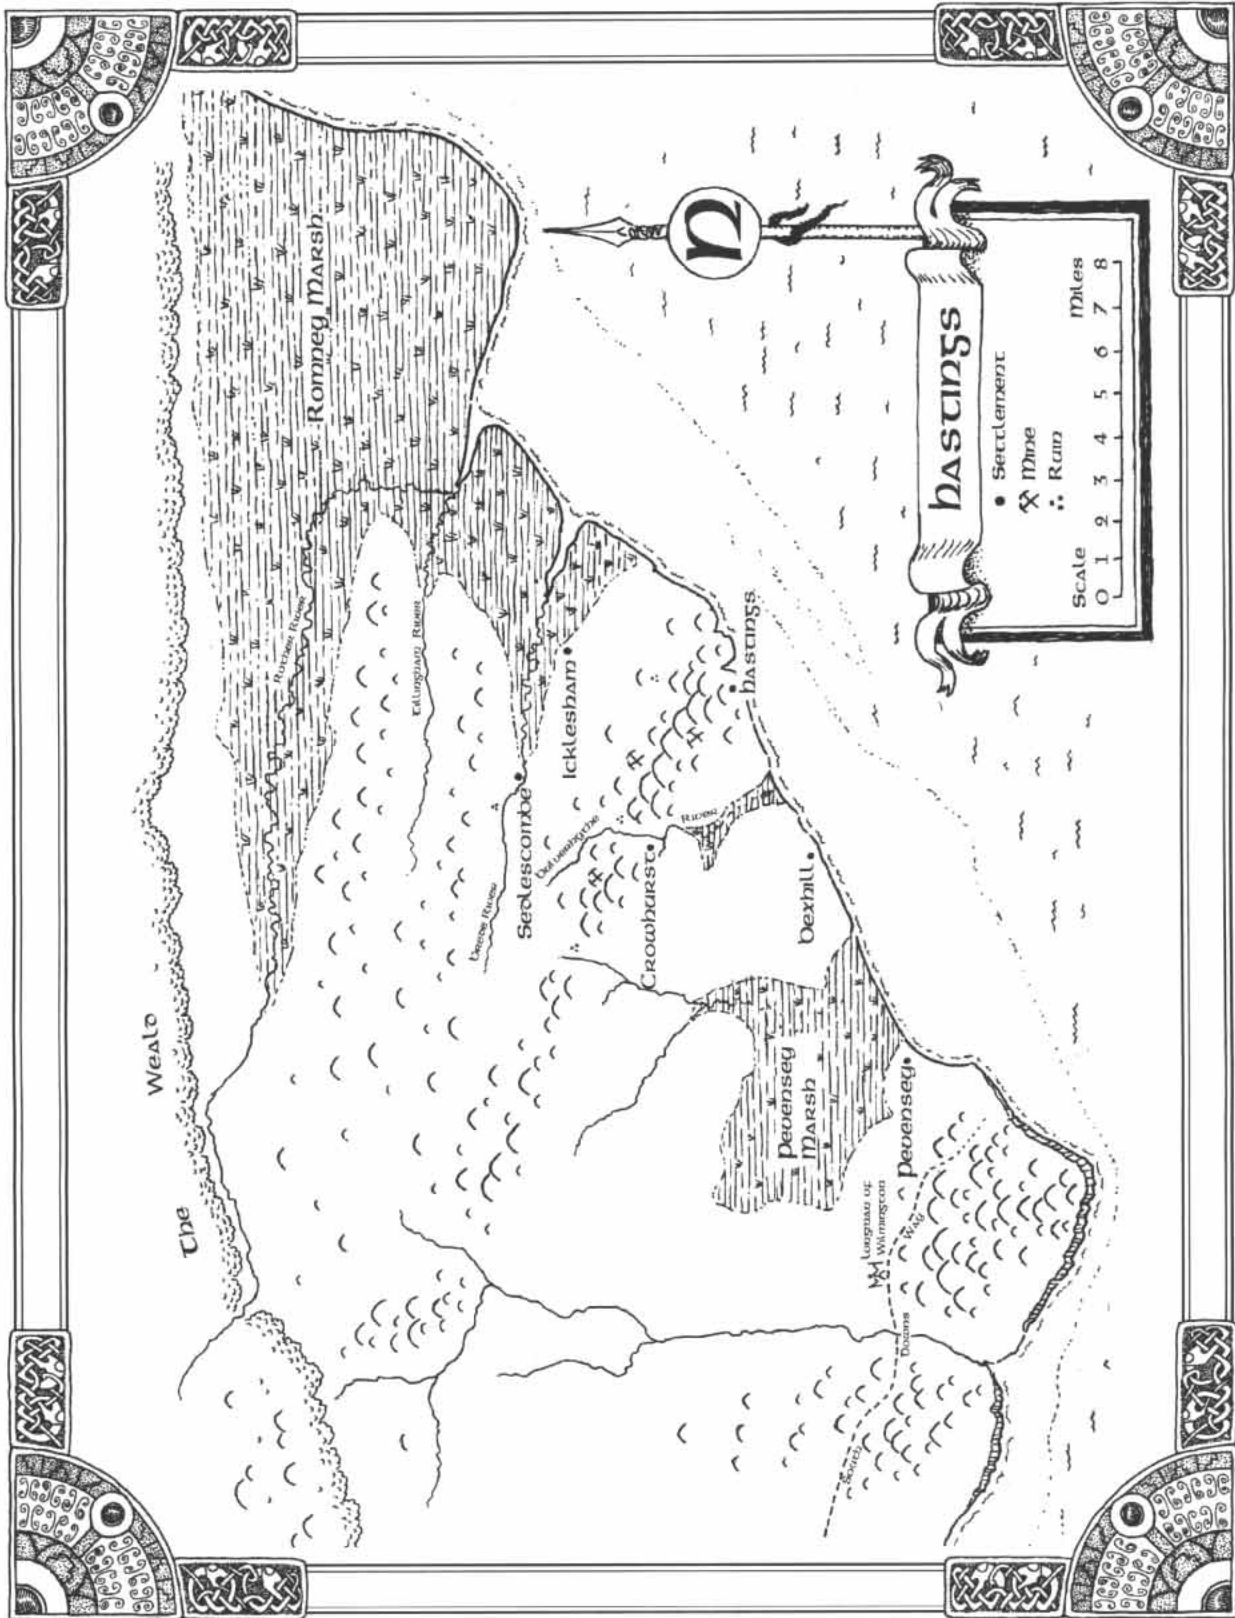 The Weald
Romney Marsh
Rother River
Tillingham River
Brede River
Sedlescombe
Icklesham
Bulverhythe River
Crowhurst
Hastings
Bexhill
Pevensey
Marsh
Longman of
Wilmington
Pevensey
South Downs Way
N
Hastings
Settlement
Mine
Ruin
Scale Miles
0 1 2 3 4 5 6 7 8